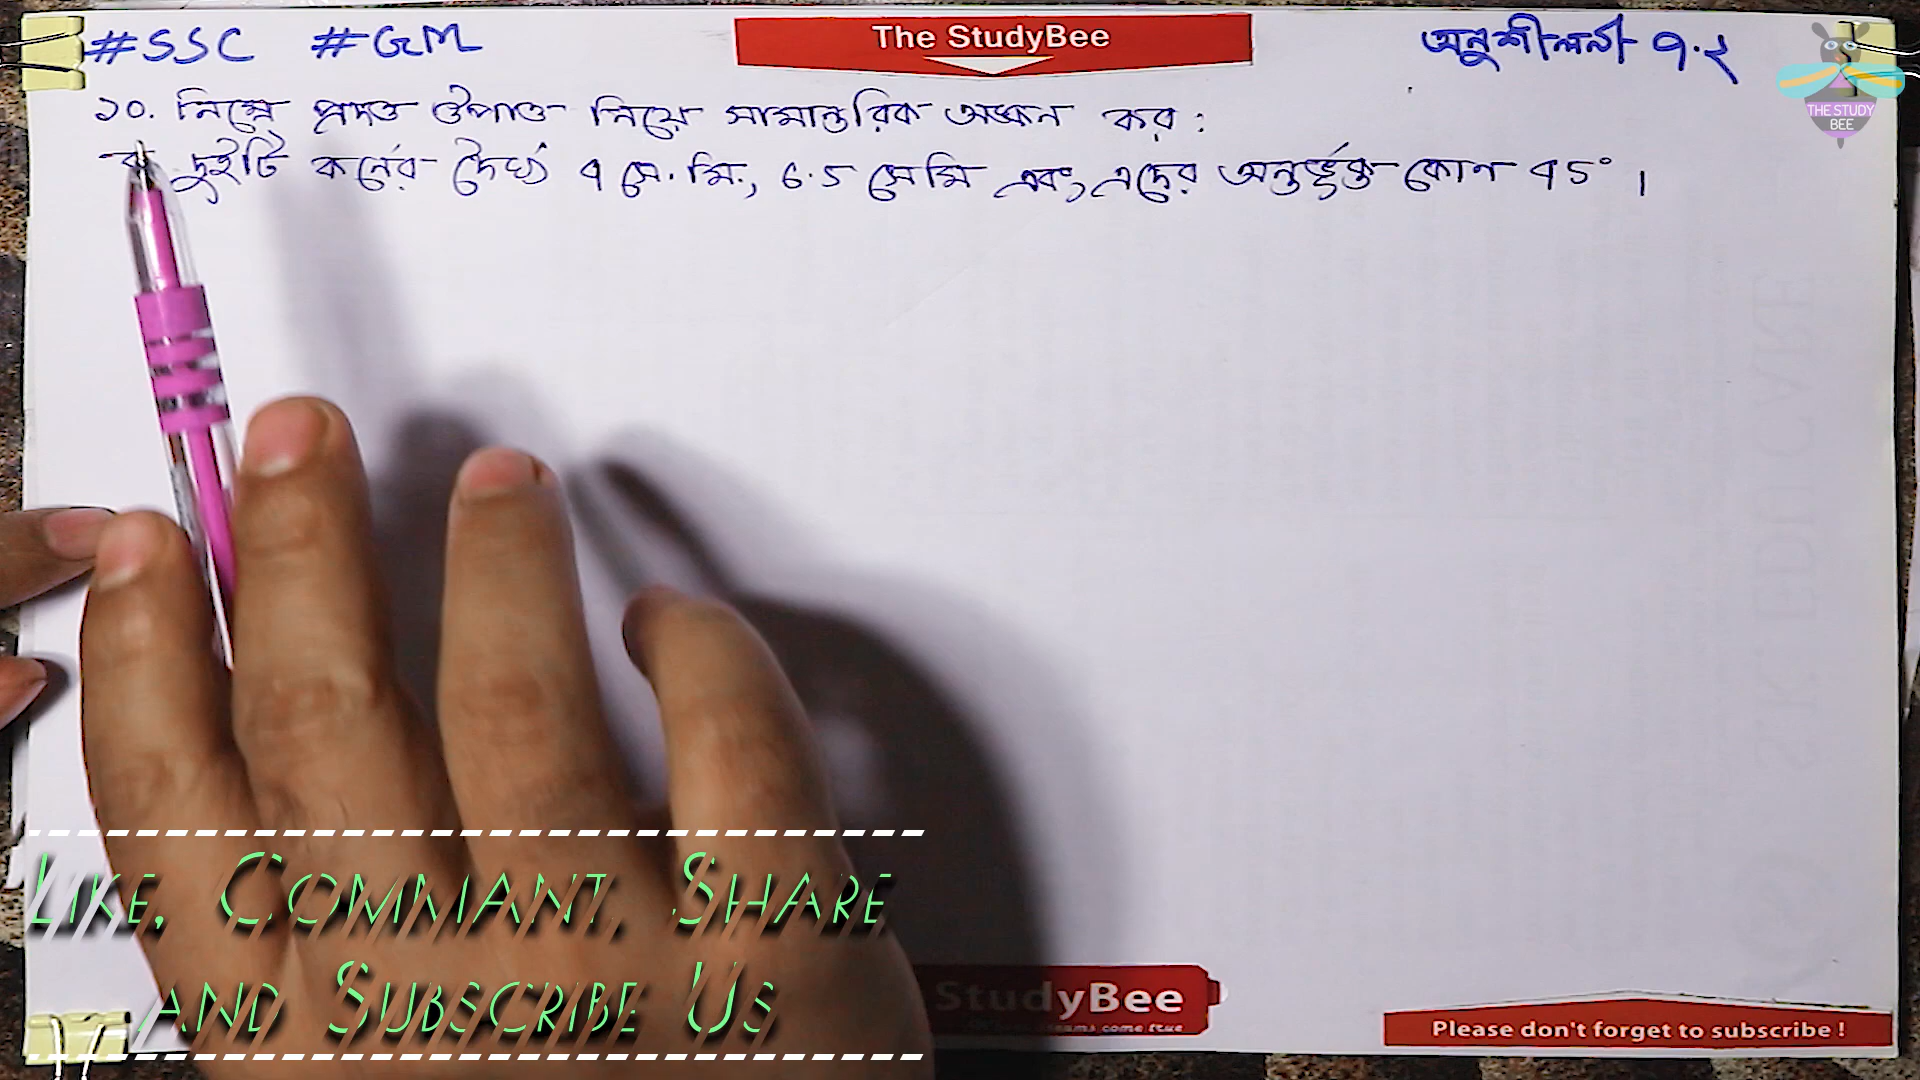 #SSC #GM
The StudyBee
অনুশীলনী ৭.২
THE STUDY
BEE
১০. নিম্নে প্রদত্ত উপাত্ত নিয়ে সামান্তরিক অঙ্কন কর:
ক. দুইটি কর্ণের দৈর্ঘ্য ৭ সে.মি., ৬.৫ সেমি এবং এদের অন্তর্ভুক্ত কোণ ৭৫° ।
LIKE, COMMANT, SHARE
AND SUBSCRIBE US
StudyBee
come true
Please don't forget to subscribe !